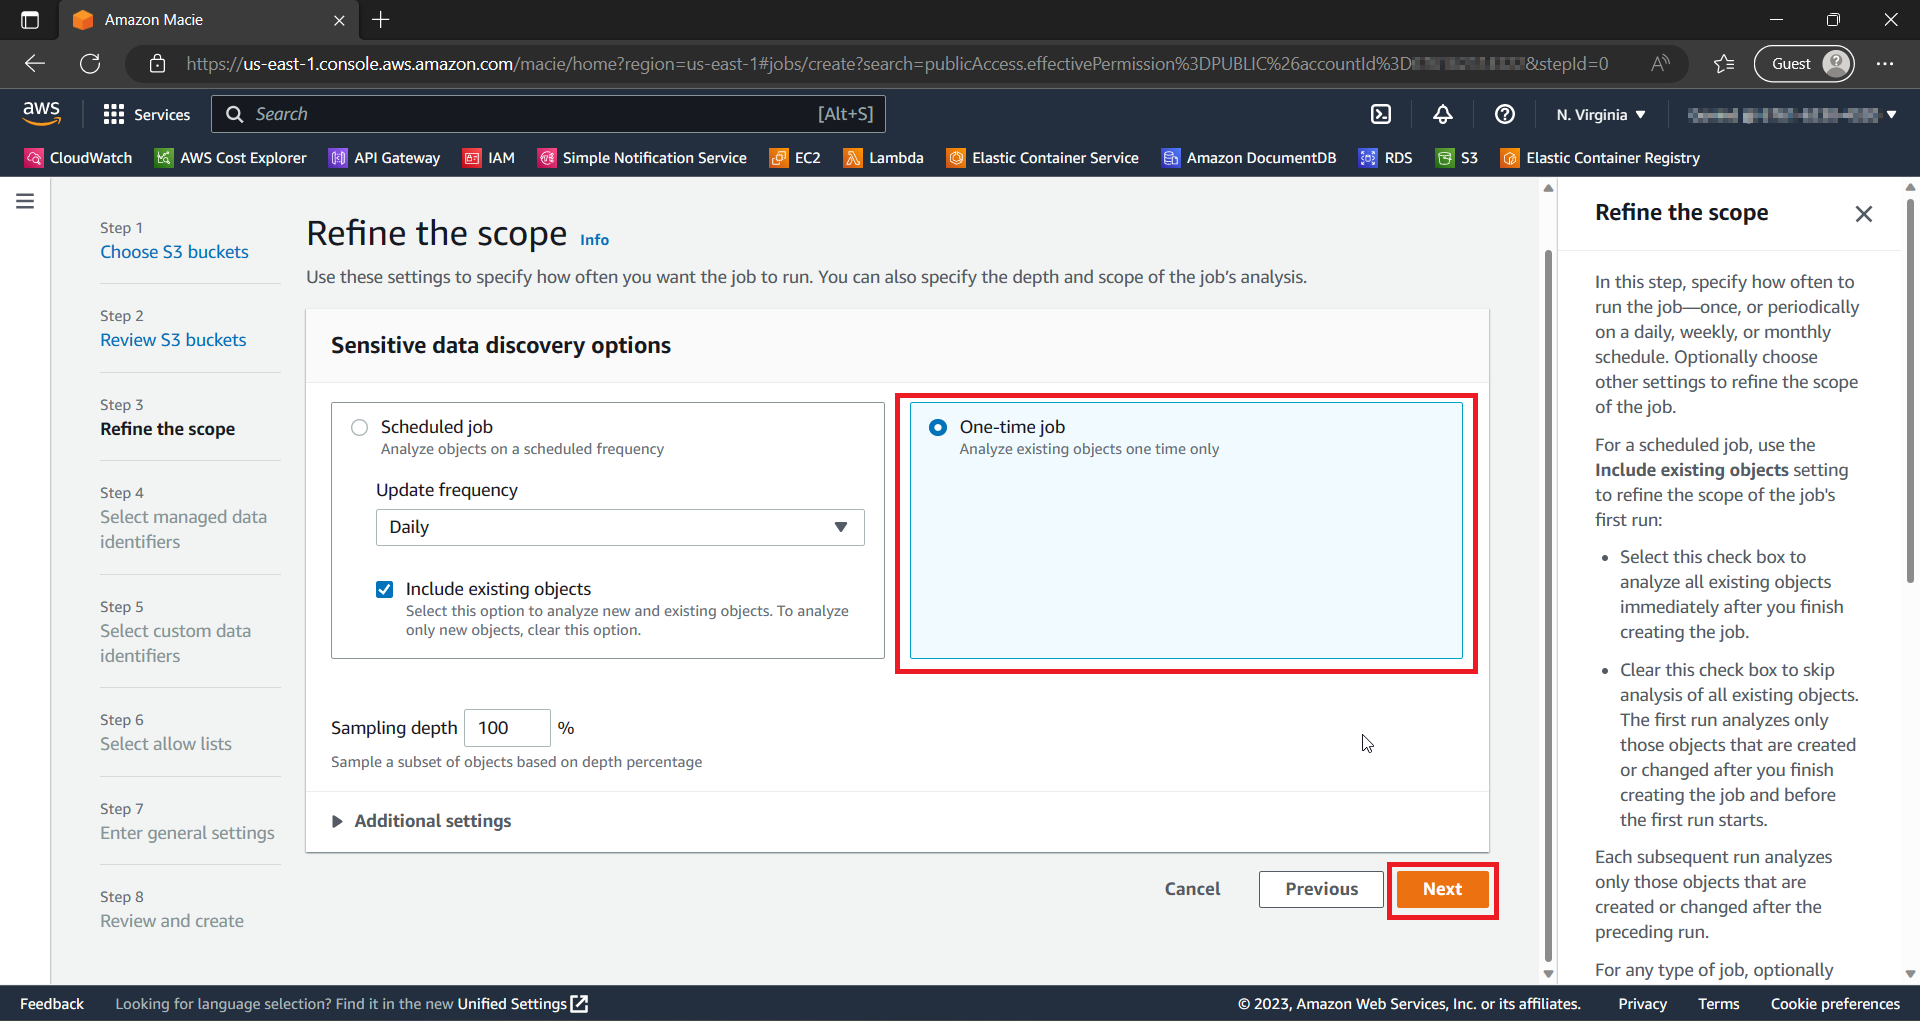 Amazon Macie
https://us-east-1.console.aws.amazon.com/macie/home?region=us-east-1#jobs/create?search=publicAccess.effectivePermission%3DPUBLIC%26accountId%3D &stepId=0
Guest
aws
Services
Search
[Alt+S]
N. Virginia
CloudWatch
AWS Cost Explorer
API Gateway
IAM
Simple Notification Service
EC2
Lambda
Elastic Container Service
Amazon DocumentDB
RDS
S3
Elastic Container Registry
Step 1
Choose S3 buckets
Step 2
Review S3 buckets
Step 3
Refine the scope
Step 4
Select managed data
identifiers
Step 5
Select custom data
identifiers
Step 6
Select allow lists
Step 7
Enter general settings
Step 8
Review and create
Refine the scope Info
Use these settings to specify how often you want the job to run. You can also specify the depth and scope of the job's analysis.
Sensitive data discovery options
Scheduled job
Analyze objects on a scheduled frequency
Update frequency
Daily
Include existing objects
Select this option to analyze new and existing objects. To analyze
only new objects, clear this option.
One-time job
Analyze existing objects one time only
Sampling depth 100 %
Sample a subset of objects based on depth percentage
Additional settings
Cancel
Previous
Next
Refine the scope
In this step, specify how often to
run the job—once, or periodically
on a daily, weekly, or monthly
schedule. Optionally choose
other settings to refine the scope
of the job.
For a scheduled job, use the
Include existing objects setting
to refine the scope of the job's
first run:
• Select this check box to
analyze all existing objects
immediately after you finish
creating the job.
• Clear this check box to skip
analysis of all existing objects.
The first run analyzes only
those objects that are created
or changed after you finish
creating the job and before
the first run starts.
Each subsequent run analyzes
only those objects that are
created or changed after the
preceding run.
For any type of job, optionally
Feedback
Looking for language selection? Find it in the new Unified Settings
© 2023, Amazon Web Services, Inc. or its affiliates.
Privacy
Terms
Cookie preferences